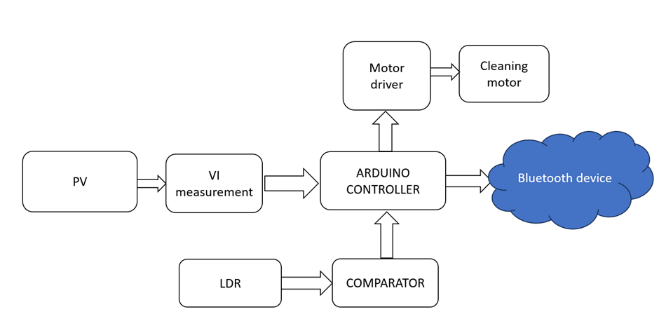 Motor
driver
Cleaning
motor
PV
VI
measurement
ARDUINO
CONTROLLER
Bluetooth device
LDR
COMPARATOR